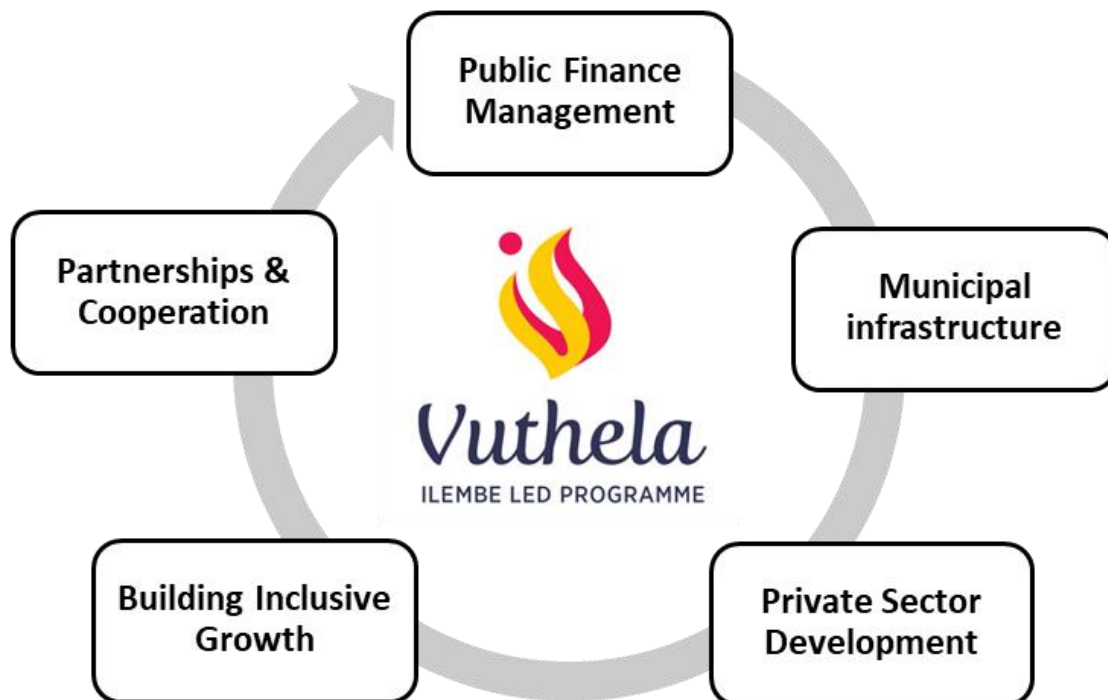 Public Finance
Management
Municipal
infrastructure
Private Sector
Development
Building Inclusive
Growth
Partnerships &
Cooperation
Vuthela
ILEMBE LED PROGRAMME